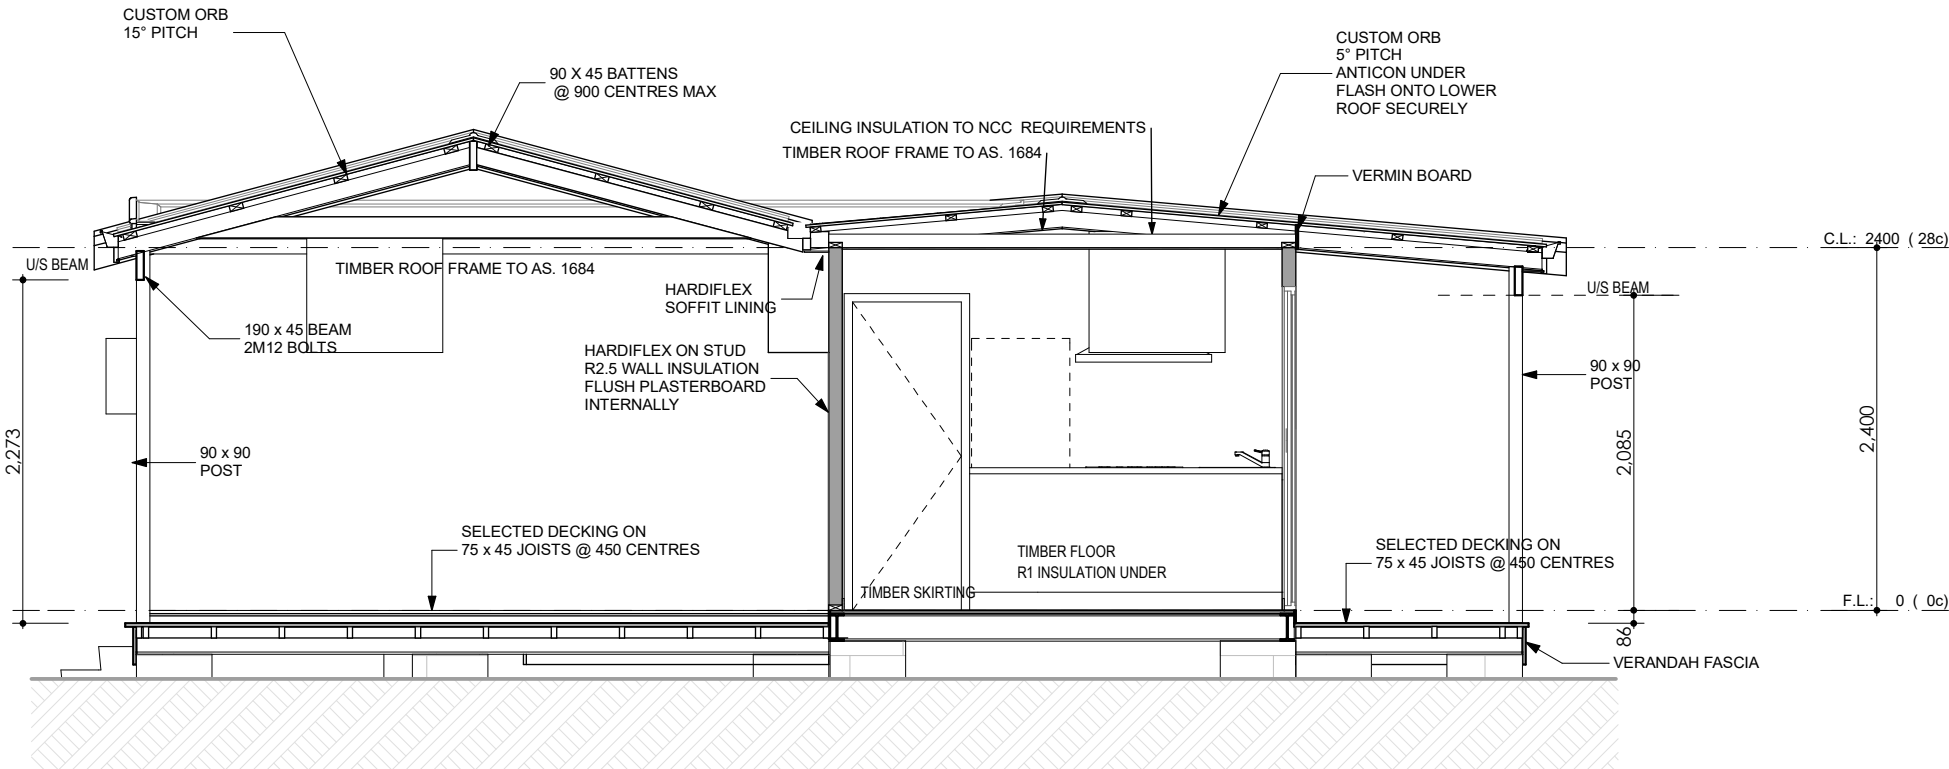 CUSTOM ORB
15° PITCH
90 X 45 BATTENS
@ 900 CENTRES MAX
CUSTOM ORB
5° PITCH
ANTICON UNDER
FLASH ONTO LOWER
ROOF SECURELY
CEILING INSULATION TO NCC REQUIREMENTS
TIMBER ROOF FRAME TO AS. 1684
VERMIN BOARD
C.L.: 2400 ( 28c)
U/S BEAM
TIMBER ROOF FRAME TO AS. 1684
HARDIFLEX
SOFFIT LINING
U/S BEAM
190 x 45 BEAM
2M12 BOLTS
HARDIFLEX ON STUD
R2.5 WALL INSULATION
FLUSH PLASTERBOARD
INTERNALLY
90 x 90
POST
2,273
90 x 90
POST
2,085
2,400
SELECTED DECKING ON
75 x 45 JOISTS @ 450 CENTRES
TIMBER FLOOR
R1 INSULATION UNDER
TIMBER SKIRTING
SELECTED DECKING ON
75 x 45 JOISTS @ 450 CENTRES
F.L.: 0 ( 0c)
86
VERANDAH FASCIA